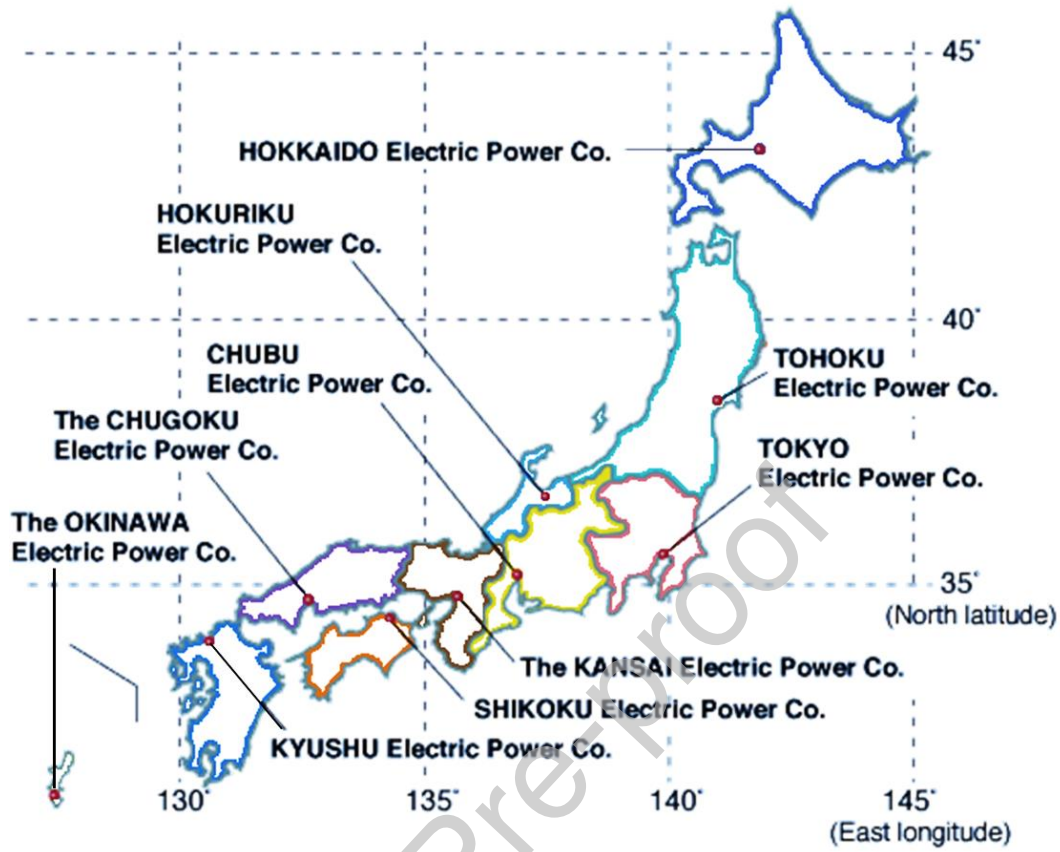 45°
HOKKAIDO Electric Power Co.
HOKURIKU
Electric Power Co.
40°
CHUBU
Electric Power Co.
TOHOKU
Electric Power Co.
The CHUGOKU
Electric Power Co.
TOKYO
Electric Power Co.
The OKINAWA
Electric Power Co.
35°
(North latitude)
The KANSAI Electric Power Co.
SHIKOKU Electric Power Co.
KYUSHU Electric Power Co.
130°
135°
140°
145°
(East longitude)
Pre-proof